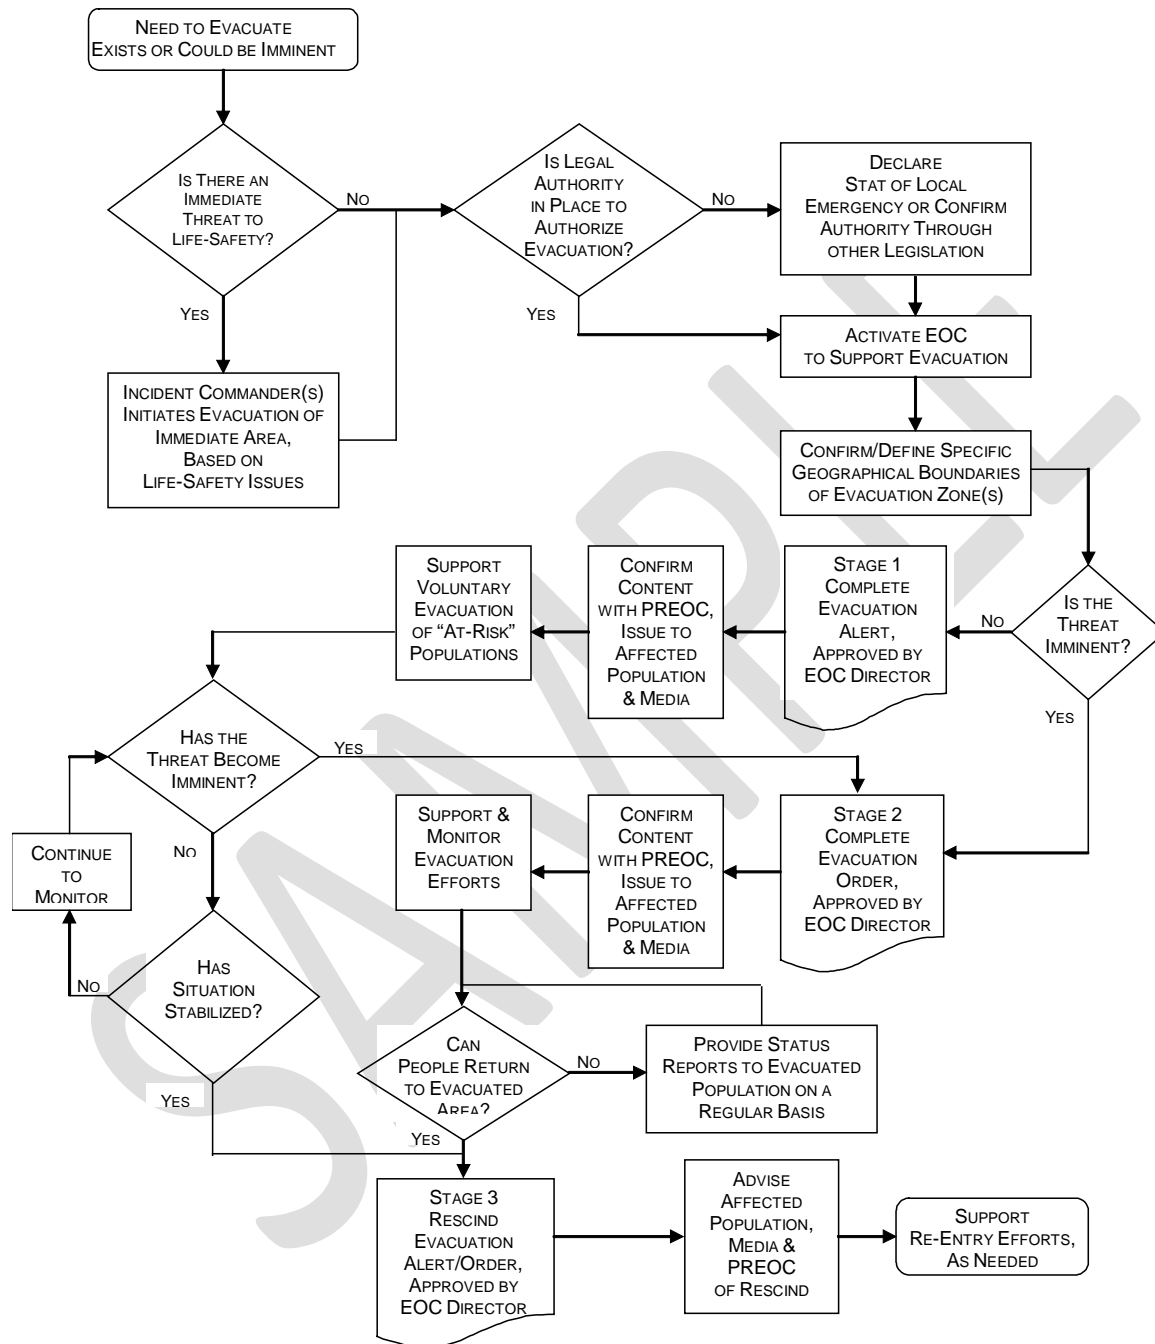 NEED TO EVACUATE
EXISTS OR COULD BE IMMINENT
IS THERE AN
IMMEDIATE
THREAT TO
LIFE-SAFETY?
NO
YES
IS LEGAL
AUTHORITY
IN PLACE TO
AUTHORIZE
EVACUATION?
NO
YES
DECLARE
STAT OF LOCAL
EMERGENCY OR CONFIRM
AUTHORITY THROUGH
OTHER LEGISLATION
ACTIVATE EOC
TO SUPPORT EVACUATION
INCIDENT COMMANDER(S)
INITIATES EVACUATION OF
IMMEDIATE AREA,
BASED ON
LIFE-SAFETY ISSUES
CONFIRM/DEFINE SPECIFIC
GEOGRAPHICAL BOUNDARIES
OF EVACUATION ZONE(S)
IS THE
THREAT
IMMINENT?
NO
YES
STAGE 1
COMPLETE
EVACUATION
ALERT,
APPROVED BY
EOC DIRECTOR
CONFIRM
CONTENT
WITH PREOC,
ISSUE TO
AFFECTED
POPULATION
& MEDIA
SUPPORT
VOLUNTARY
EVACUATION
OF “AT-RISK”
POPULATIONS
HAS THE
THREAT BECOME
IMMINENT?
YES
NO
STAGE 2
COMPLETE
EVACUATION
ORDER,
APPROVED BY
EOC DIRECTOR
CONFIRM
CONTENT
WITH PREOC,
ISSUE TO
AFFECTED
POPULATION
& MEDIA
SUPPORT &
MONITOR
EVACUATION
EFFORTS
CONTINUE
TO
MONITOR
HAS
SITUATION
STABILIZED?
NO
YES
CAN
PEOPLE RETURN
TO EVACUATED
AREA?
NO
YES
PROVIDE STATUS
REPORTS TO EVACUATED
POPULATION ON A
REGULAR BASIS
STAGE 3
RESCIND
EVACUATION
ALERT/ORDER,
APPROVED BY
EOC DIRECTOR
ADVISE
AFFECTED
POPULATION,
MEDIA &
PREOC
OF RESCIND
SUPPORT
RE-ENTRY EFFORTS,
AS NEEDED
SAMPLE